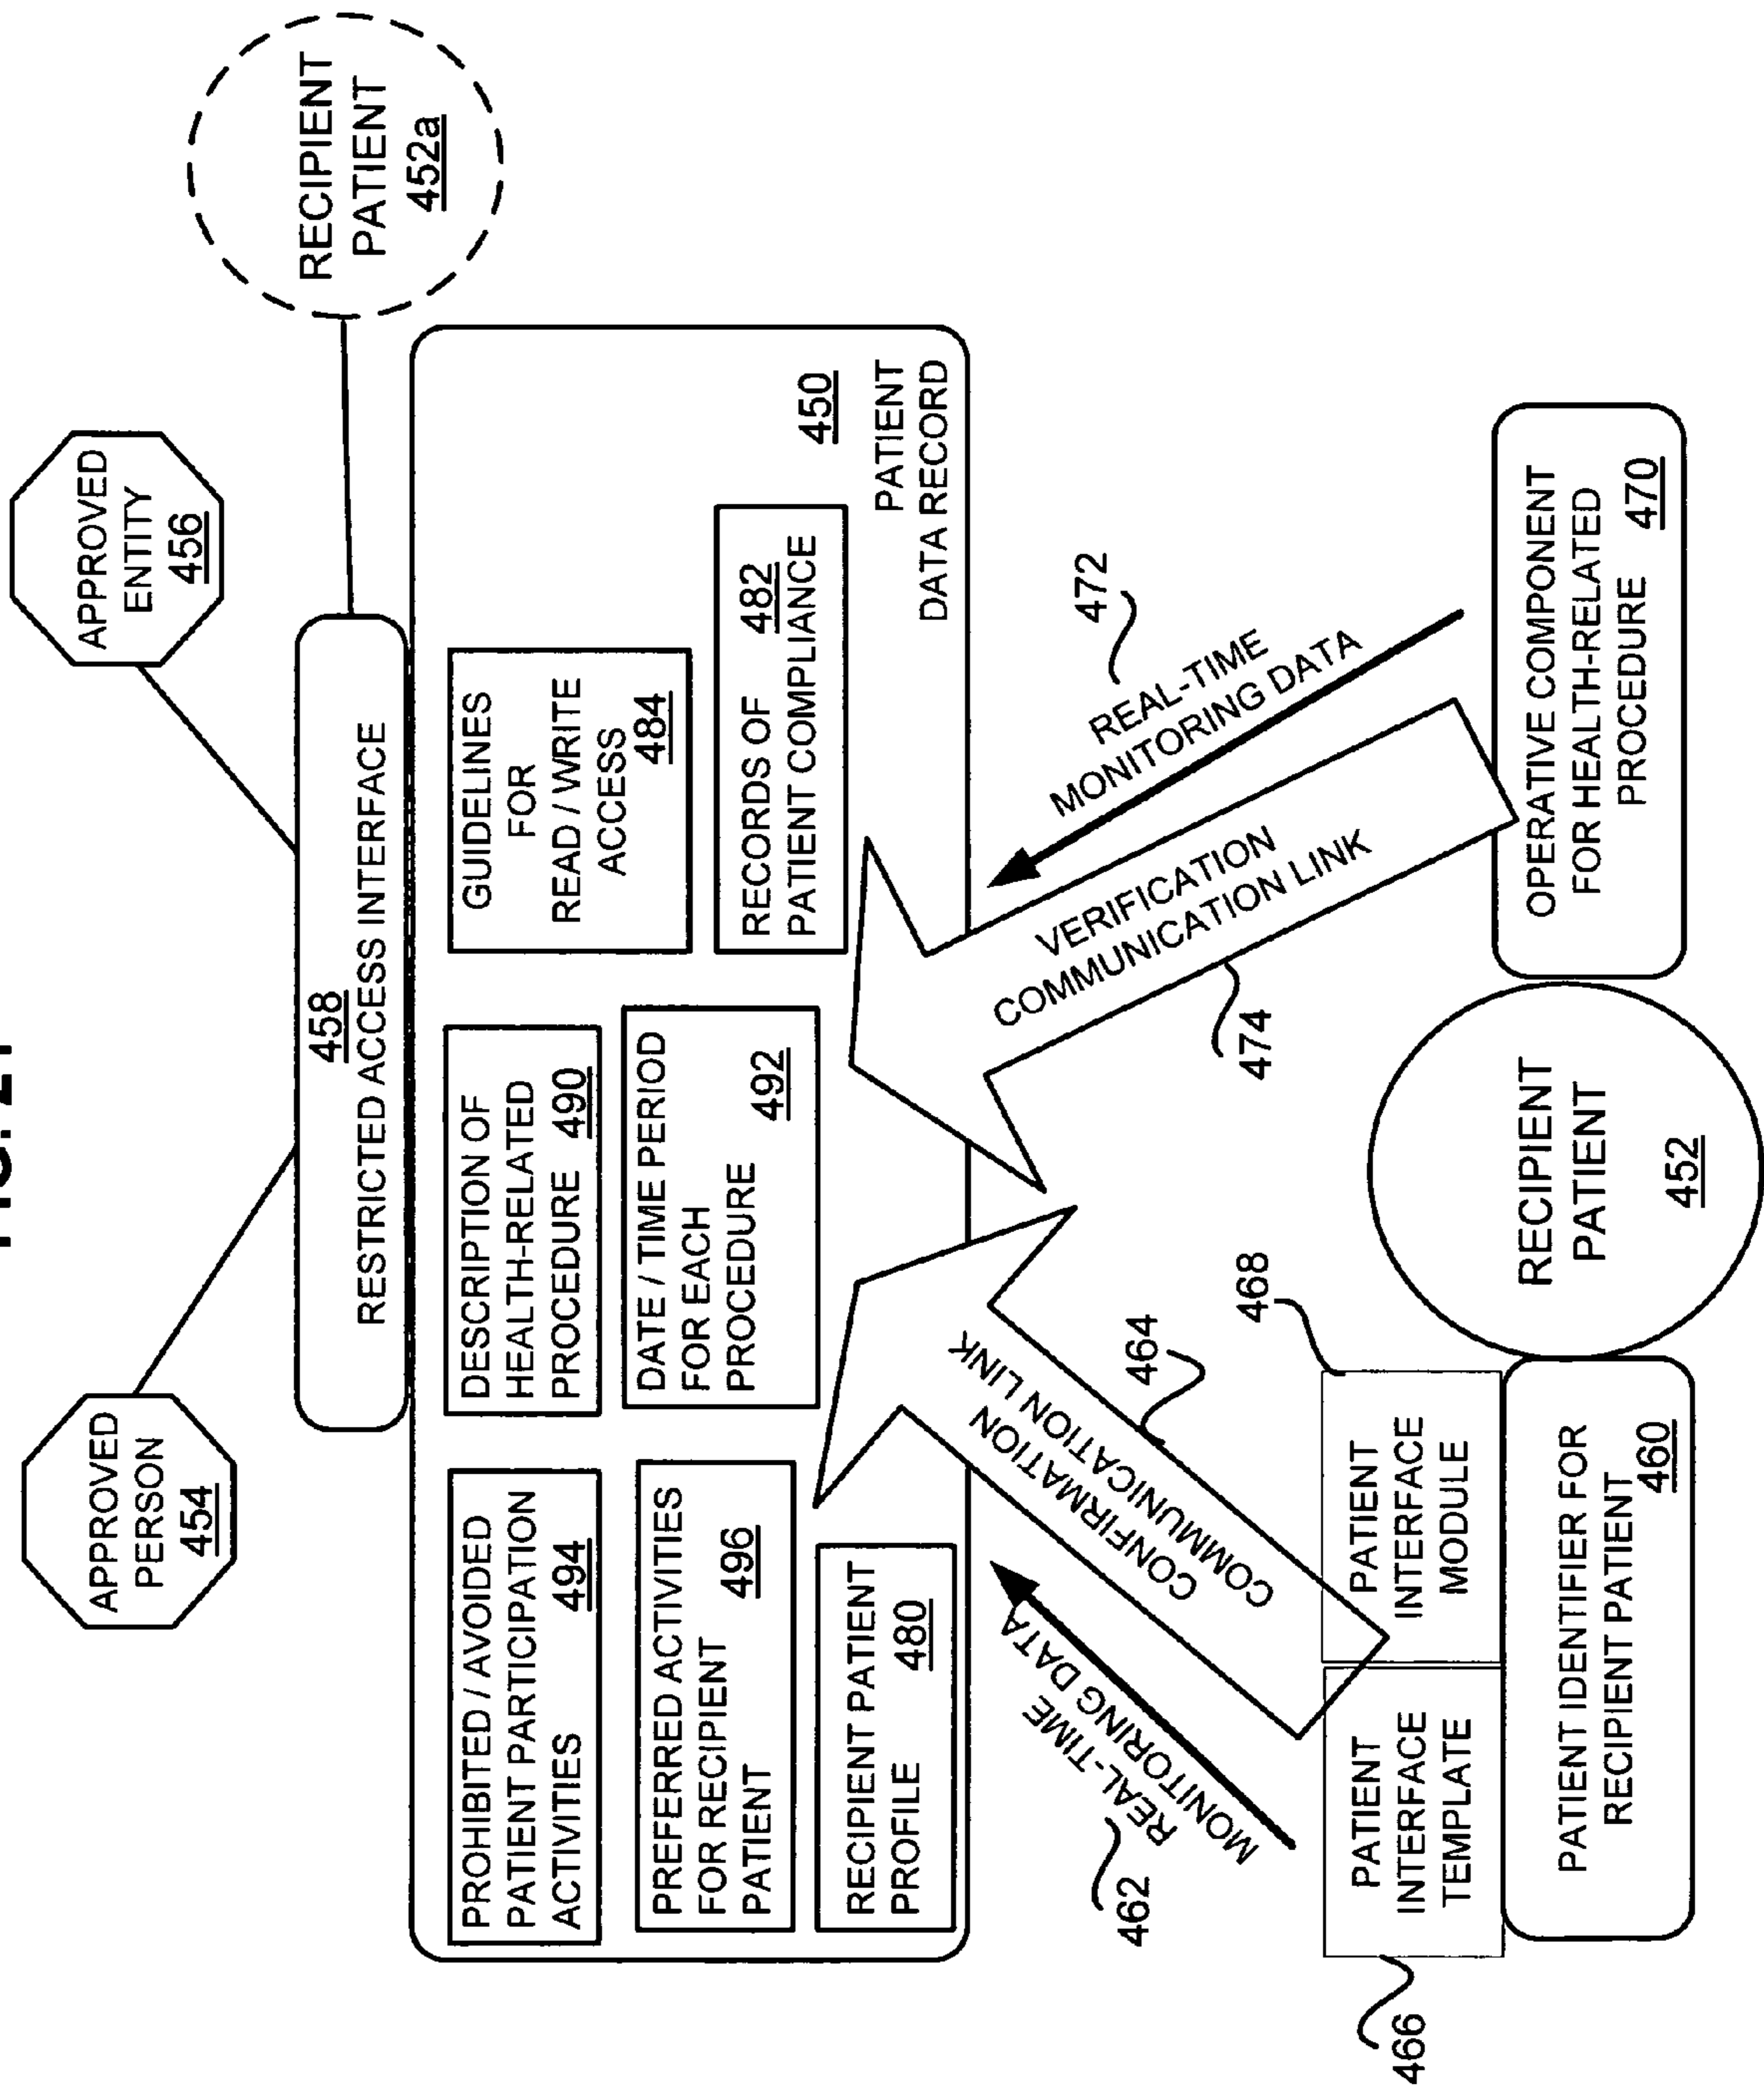 APPROVED
PERSON
454
APPROVED
ENTITY
456
RECIPIENT
PATIENT
452a
458
RESTRICTED ACCESS INTERFACE
PROHIBITED / AVOIDED
PATIENT PARTICIPATION
ACTIVITIES 494
DESCRIPTION OF
HEALTH-RELATED
PROCEDURE 490
GUIDELINES
FOR
READ / WRITE
ACCESS
484
PREFERRED ACTIVITIES
FOR RECIPIENT
PATIENT 496
DATE / TIME PERIOD
FOR EACH
PROCEDURE 492
RECORDS OF 482
PATIENT COMPLIANCE
RECIPIENT PATIENT
PROFILE 480
450
PATIENT
DATA RECORD
462
REAL-TIME
MONITORING DATA
CONFIRMATION
COMMUNICATION LINK
464
VERIFICATION
COMMUNICATION LINK
474
REAL-TIME
MONITORING DATA
472
466
PATIENT
INTERFACE
TEMPLATE
PATIENT
INTERFACE
MODULE
468
PATIENT IDENTIFIER FOR
RECIPIENT PATIENT
460
RECIPIENT
PATIENT
452
OPERATIVE COMPONENT
FOR HEALTH-RELATED
PROCEDURE 470